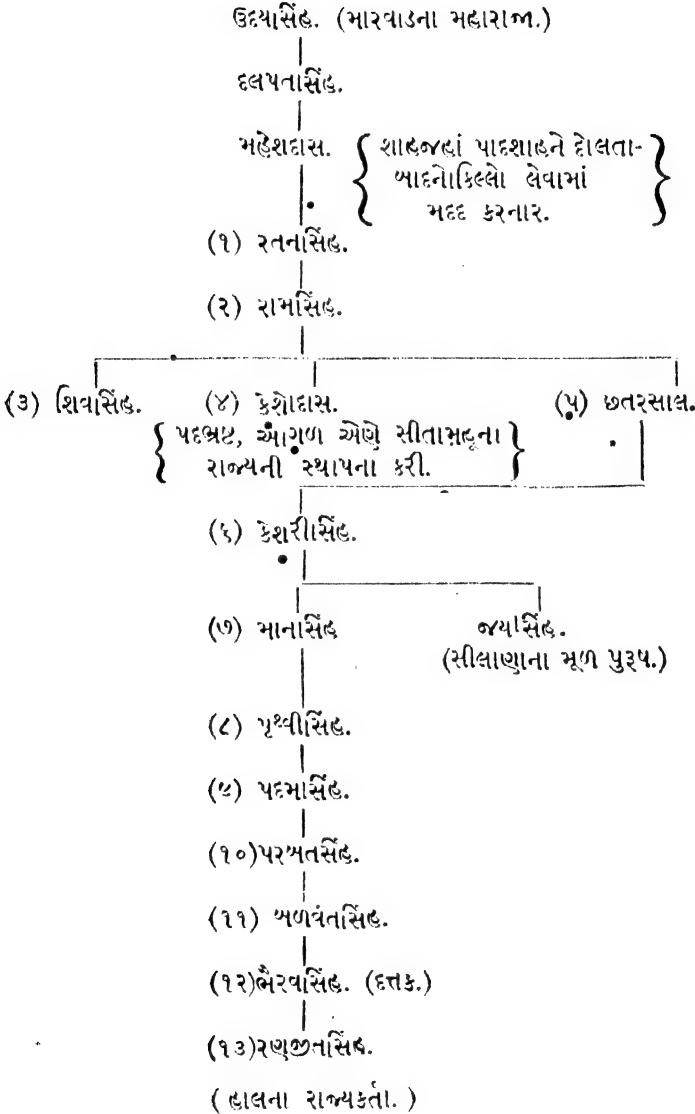 ઉદયસિંહ. (મારવાડના મહારાજા.)
દલપતસિંહ.
મહેશદાસ. { શાહજહાં પાદશાહને દોલતા-
બાદનોકિલ્લો લેવામાં
મદદ કરનાર. }
(૧) રતનસિંહ.
(૨) રામસિંહ.
(૩) શિવસિંહ. (૪) કેશોદાસ. (૫) છતરસાલ.
{ પદભ્રષ્ટ, આગળ એણે સીતામહૂના
રાજ્યની સ્થાપના કરી. }
(૬) કેશરીસિંહ.
(૭) માનસિંહ જયસિંહ.
(સીલાણાના મૂળ પુરૂષ.)
(૮) પૃથ્વીસિંહ.
(૯) પદમસિંહ.
(૧૦)પરબતસિંહ.
(૧૧) બળવંતસિંહ.
(૧૨)ભૈરવસિંહ. (દત્તક.)
(૧૩)રણજીતસિંહ.
(હાલના રાજ્યકર્તા. )